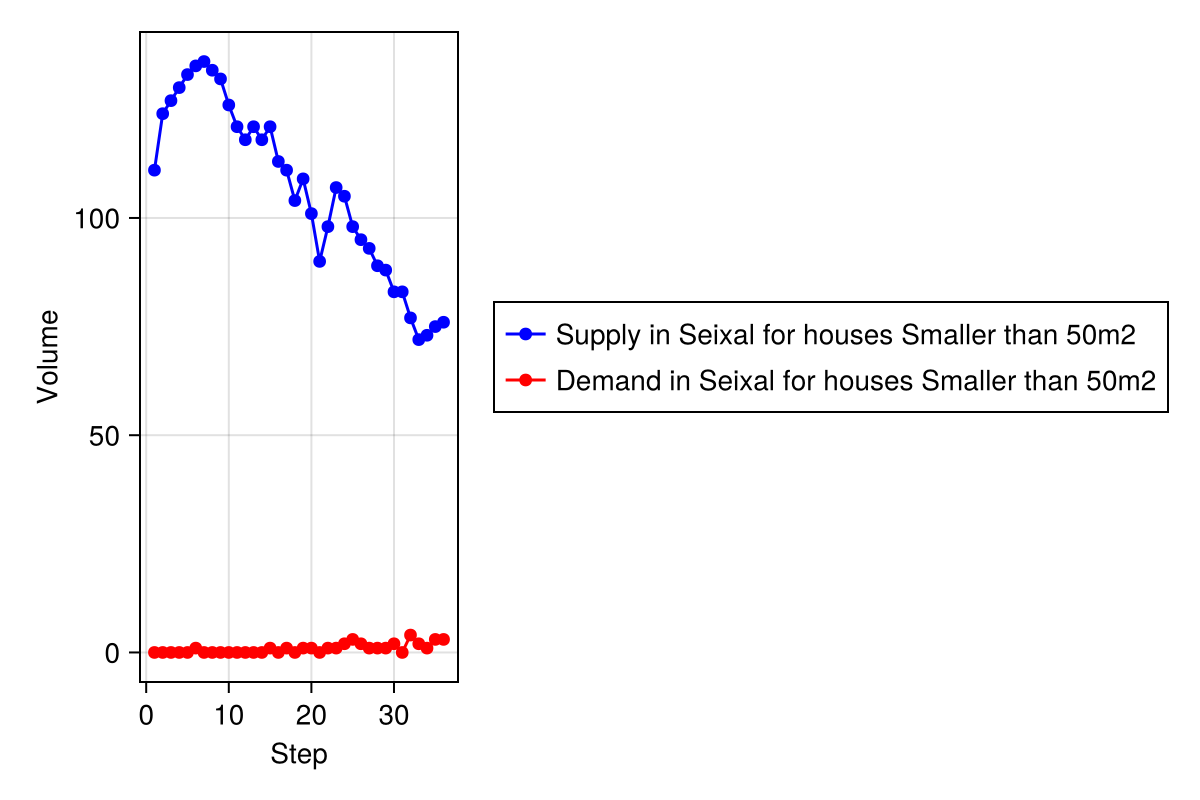 100
50
0
Volume
0 10 20 30
Step
Supply in Seixal for houses Smaller than 50m2
Demand in Seixal for houses Smaller than 50m2